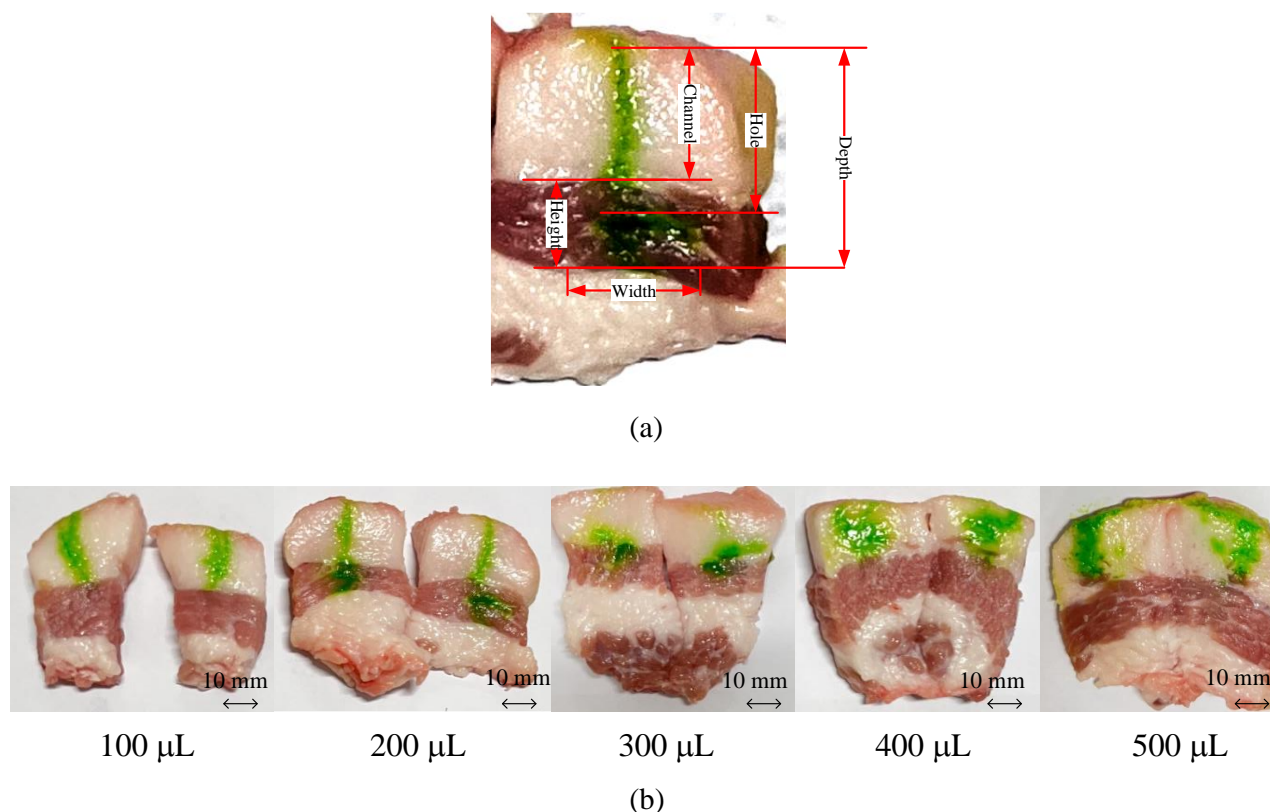 Channel
Hole
Depth
Height
Width
(a)
10 mm
10 mm
10 mm
10 mm
10 mm
100 μL
200 μL
300 μL
400 μL
500 μL
(b)